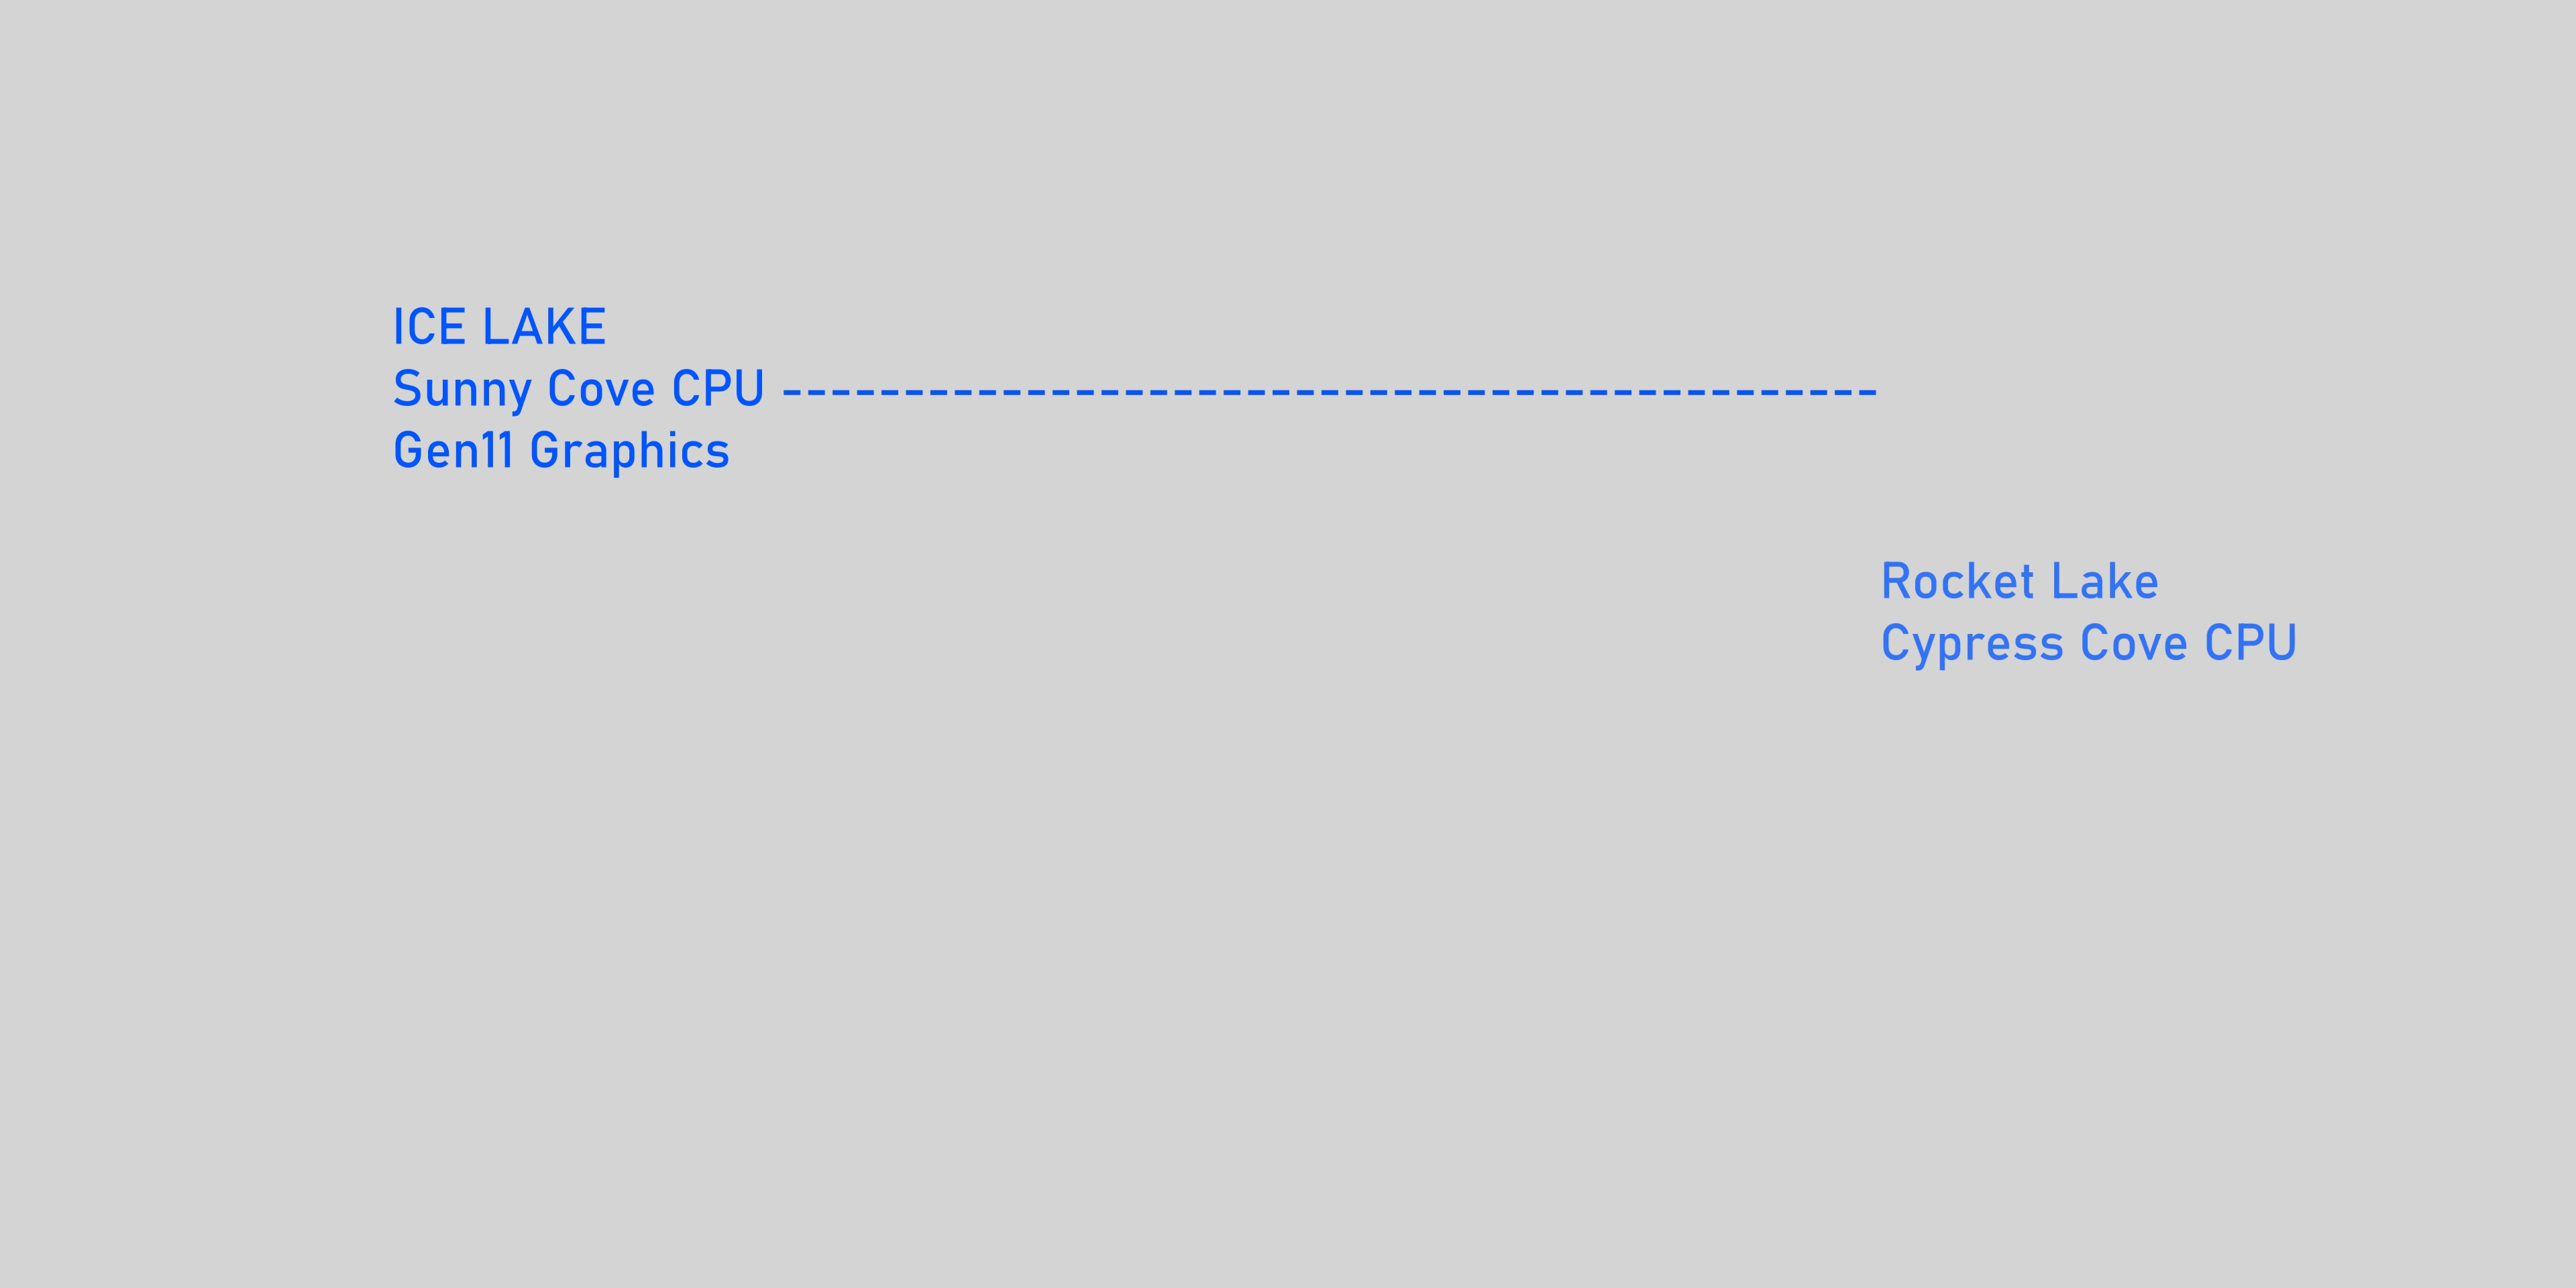 ICE LAKE
Sunny Cove CPU
Gen11 Graphics
Rocket Lake
Cypress Cove CPU